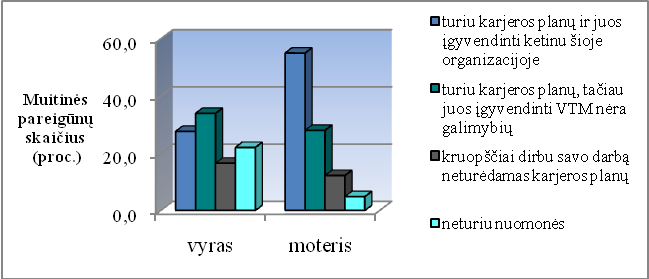 60,0
40,0
20,0
0,0
Muitinės
pareigūnų
skaičius
(proc.)
vyras
moteris
turiu karjeros planų ir juos
įgyvendinti ketinu šioje
organizacijoje
turiu karjeros planų, tačiau
juos įgyvendinti VTM nėra
galimybių
kruopščiai dirbu savo darbą
neturėdamas karjeros planų
neturiu nuomonės